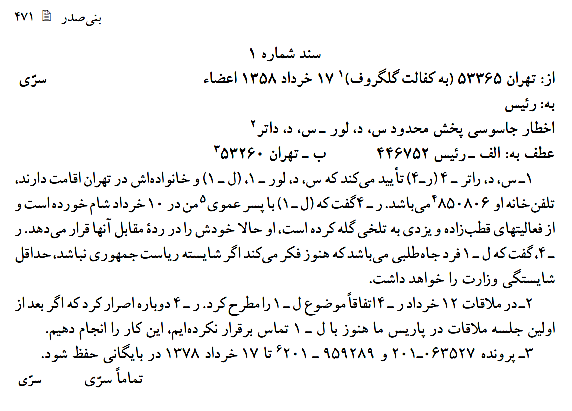 بنی‌صدر 🗎 ۴۷۱
سند شماره ۱
از: تهران ۵۳۳۶۵ (به کفالت گلگروف)۱ ۱۷ خرداد ۱۳۵۸ اعضاء سرّی
به: رئیس
اخطار جاسوسی پخش محدود س، د، لور ـ س، د، داتر۲
عطف به: الف ـ رئیس ۴۴۶۷۵۲ ب ـ تهران ۵۳۲۶۰۳
۱ـ س، د، راتر ـ ۴ (رـ۴) تأیید می‌کند که س، د، لور ـ ۱، (ل ـ ۱) و خانواده‌اش در تهران اقامت دارند،
تلفن‌خانه او ۸۵۰۸۰۶۴ می‌باشد. ر ـ ۴ گفت که (ل ـ ۱) با پسر عموی۵ من در ۱۰ خرداد شام خورده است و
از فعالیتهای قطب‌زاده و یزدی به تلخی گله کرده است، او حالا خودش را در ردهٔ مقابل آنها قرار می‌دهد. ر
ـ ۴، گفت که ل ـ ۱ فرد جاه‌طلبی می‌باشد که هنوز فکر می‌کند اگر شایسته ریاست جمهوری نباشد، حداقل
شایستگی وزارت را خواهد داشت.
۲ـ در ملاقات ۱۲ خرداد ر ـ ۴ اتفاقاً موضوع ل ـ ۱ را مطرح کرد. ر ـ ۴ دوباره اصرار کرد که اگر بعد از
اولین جلسه ملاقات در پاریس ما هنوز با ل ـ ۱ تماس برقرار نکرده‌ایم، این کار را انجام دهیم.
۳ـ پرونده ۰۶۳۵۲۷ـ۲۰۱ و ۹۵۹۲۸۹ ـ ۲۰۱۶ تا ۱۷ خرداد ۱۳۷۸ در بایگانی حفظ شود.
تماماً سرّی سرّی